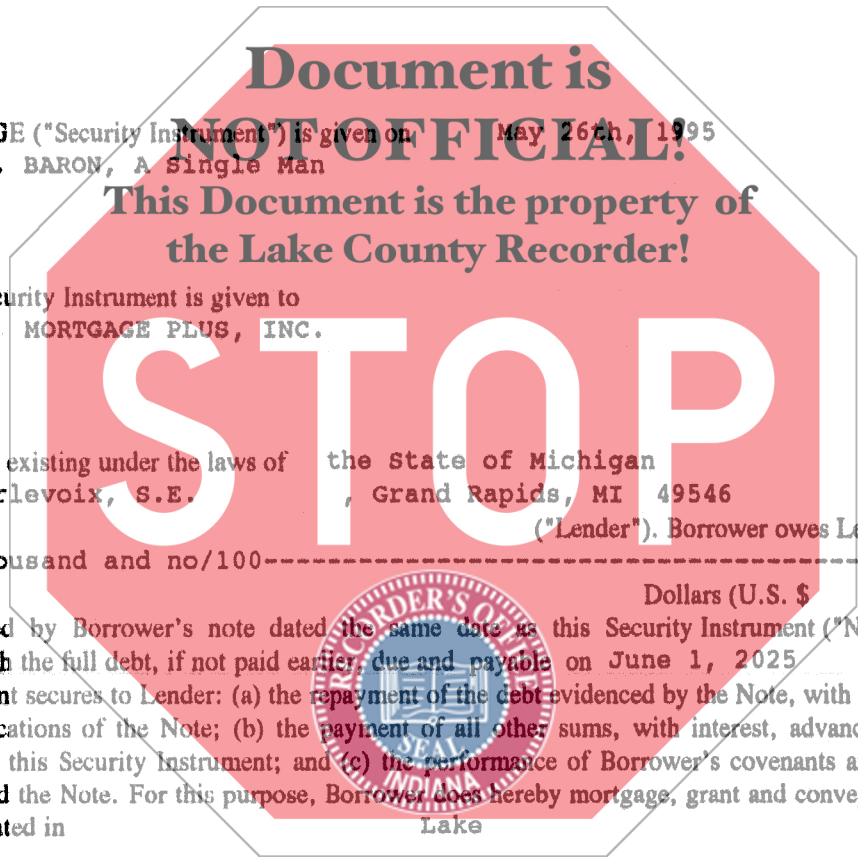 Document is
GE ("Security Instrument") is given on May 26th, 1995
NOT OFFICIAL!
. BARON, A Single Man
This Document is the property of
the Lake County Recorder!
curity Instrument is given to
MORTGAGE PLUS, INC.
STOP
existing under the laws of the State of Michigan
rlevoix, S.E. , Grand Rapids, MI 49546
("Lender"). Borrower owes Le
ousand and no/100--------------------------------------------
Dollars (U.S. $
d by Borrower's note dated the same date as this Security Instrument ("N
h the full debt, if not paid earlier, due and payable on June 1, 2025
nt secures to Lender: (a) the repayment of the debt evidenced by the Note, with
cations of the Note; (b) the payment of all other sums, with interest, advanc
this Security Instrument; and (c) the performance of Borrower's covenants a
d the Note. For this purpose, Borrower does hereby mortgage, grant and conve
ated in Lake
RECORDER'S OFFICE
SEAL
INDIANA